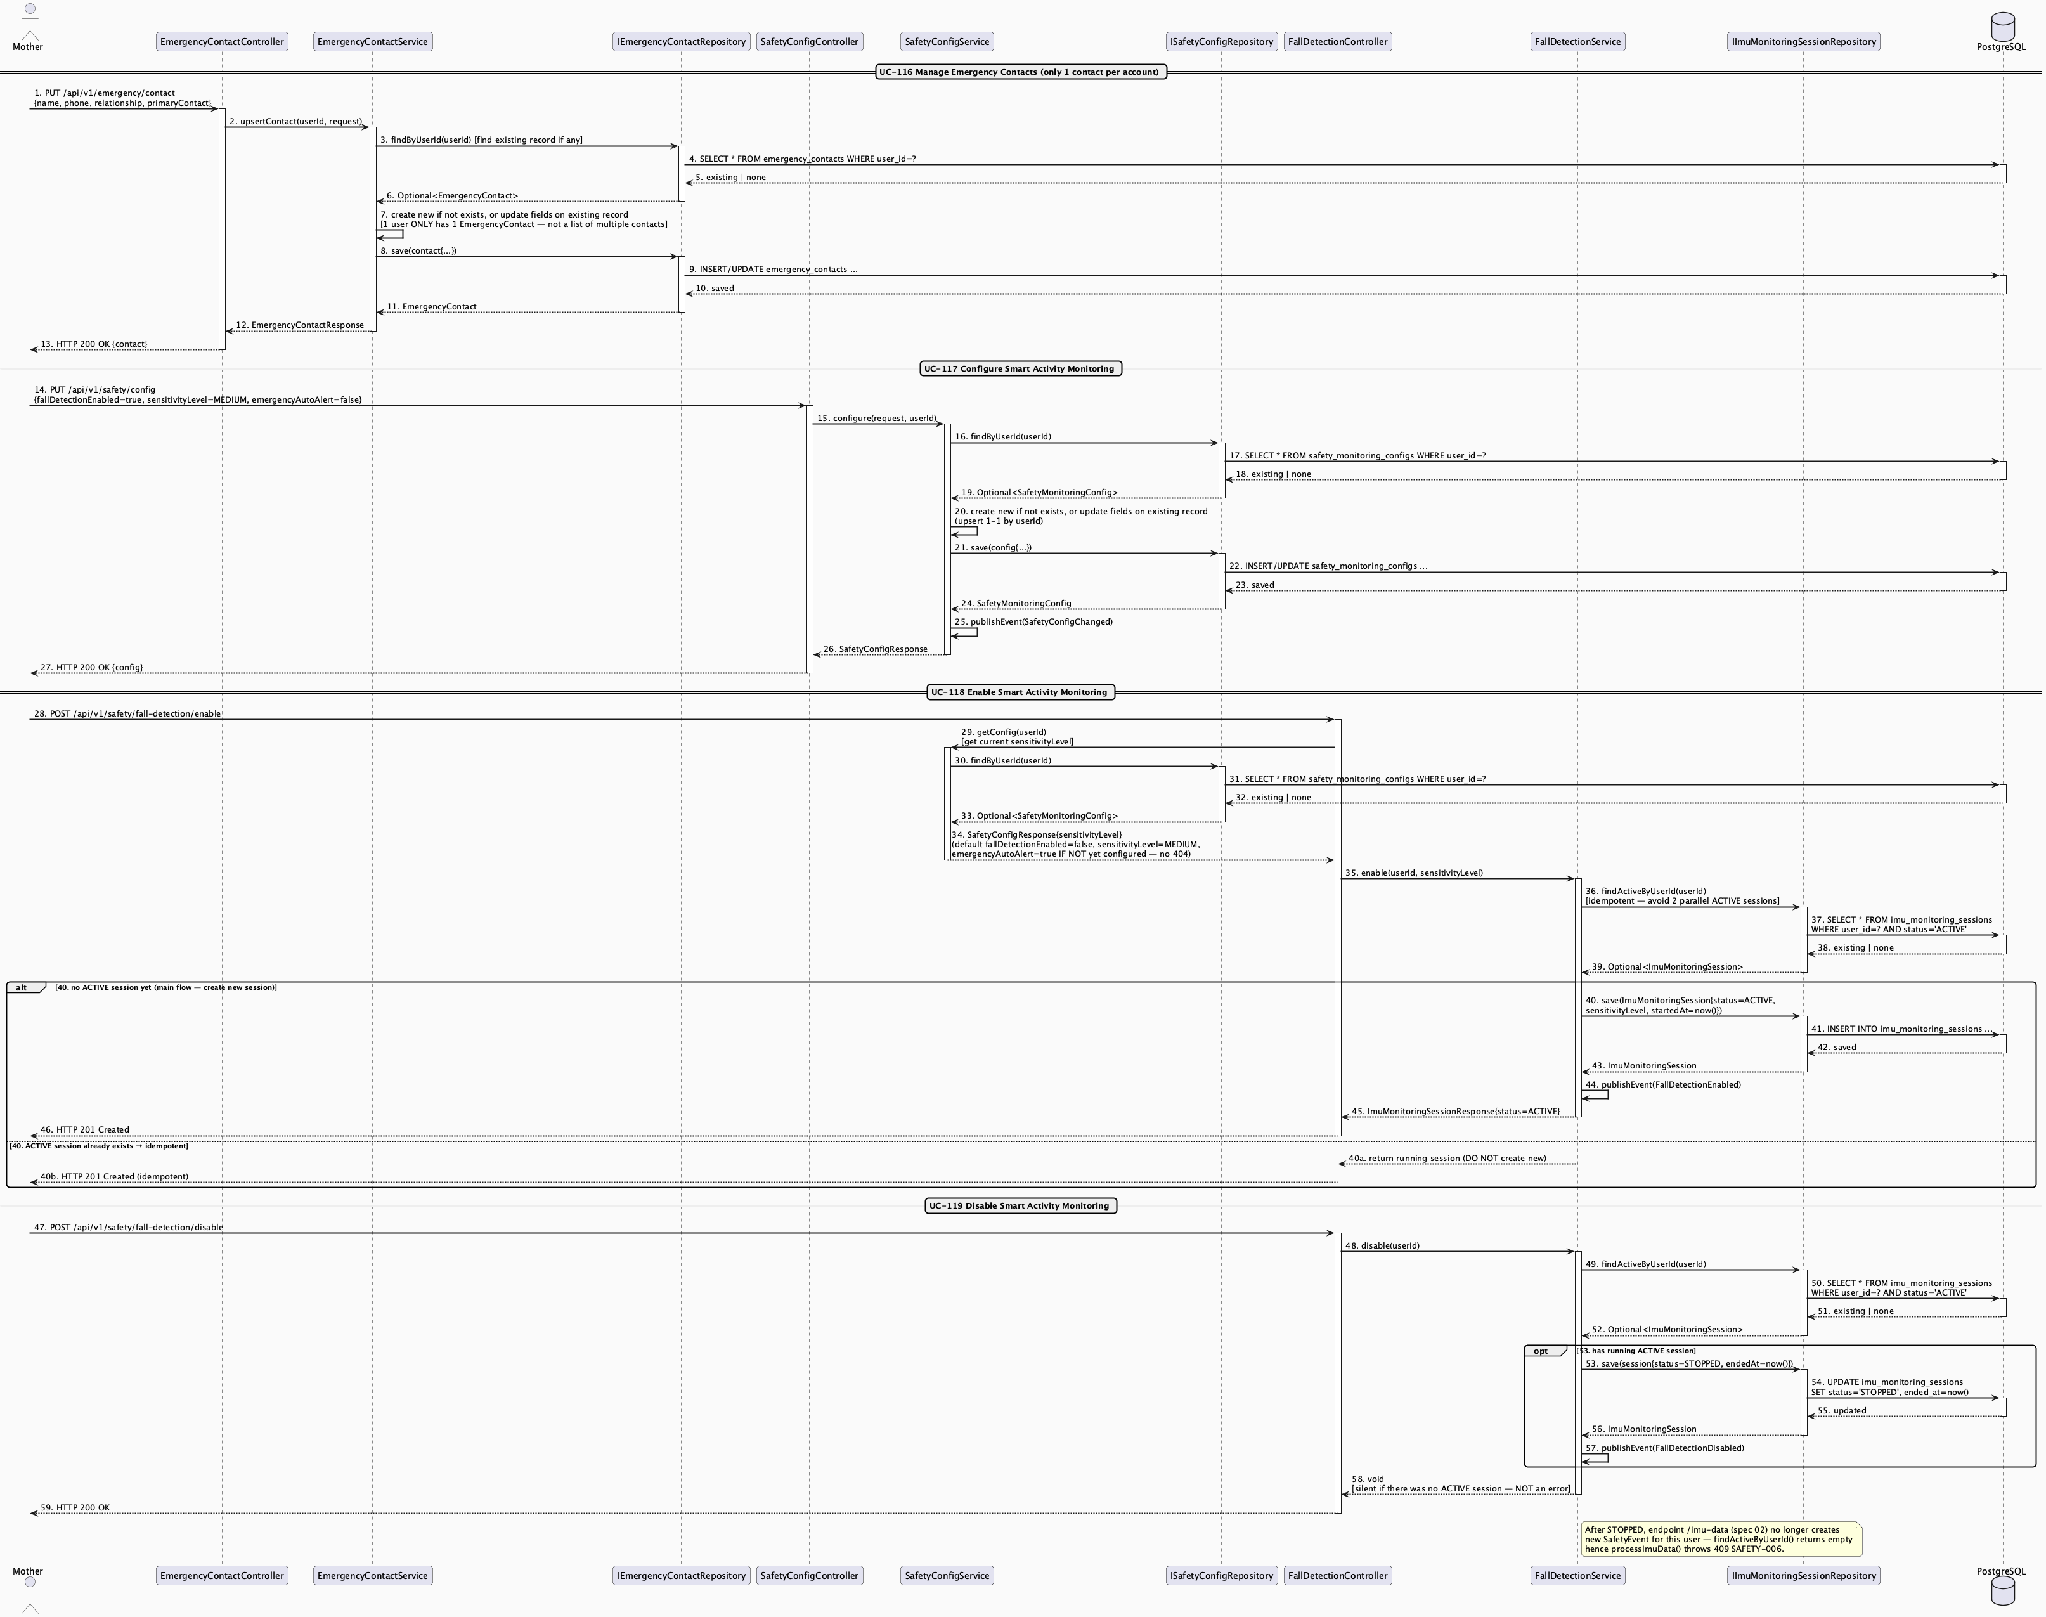 Mother
EmergencyContactController
EmergencyContactService
IEmergencyContactRepository
SafetyConfigController
SafetyConfigService
ISafetyConfigRepository
FallDetectionController
FallDetectionService
IImuMonitoringSessionRepository
PostgreSQL
UC-116 Manage Emergency Contacts (only 1 contact per account)
1. PUT /api/v1/emergency/contact
{name, phone, relationship, primaryContact}
2. upsertContact(userId, request)
3. findByUserId(userId) [find existing record if any]
4. SELECT * FROM emergency_contacts WHERE user_id=?
5. existing | none
6. Optional<EmergencyContact>
7. create new if not exists, or update fields on existing record
[1 user ONLY has 1 EmergencyContact — not a list of multiple contacts]
8. save(contact{...})
9. INSERT/UPDATE emergency_contacts ...
10. saved
11. EmergencyContact
12. EmergencyContactResponse
13. HTTP 200 OK {contact}
UC-117 Configure Smart Activity Monitoring
14. PUT /api/v1/safety/config
{fallDetectionEnabled=true, sensitivityLevel=MEDIUM, emergencyAutoAlert=false}
15. configure(request, userId)
16. findByUserId(userId)
17. SELECT * FROM safety_monitoring_configs WHERE user_id=?
18. existing | none
19. Optional<SafetyMonitoringConfig>
20. create new if not exists, or update fields on existing record
(upsert 1-1 by userId)
21. save(config{...})
22. INSERT/UPDATE safety_monitoring_configs ...
23. saved
24. SafetyMonitoringConfig
25. publishEvent(SafetyConfigChanged)
26. SafetyConfigResponse
27. HTTP 200 OK {config}
UC-118 Enable Smart Activity Monitoring
28. POST /api/v1/safety/fall-detection/enable
29. getConfig(userId)
[get current sensitivityLevel]
30. findByUserId(userId)
31. SELECT * FROM safety_monitoring_configs WHERE user_id=?
32. existing | none
33. Optional<SafetyMonitoringConfig>
34. SafetyConfigResponse{sensitivityLevel}
(default fallDetectionEnabled=false, sensitivityLevel=MEDIUM,
emergencyAutoAlert=true IF NOT yet configured — no 404)
35. enable(userId, sensitivityLevel)
36. findActiveByUserId(userId)
[idempotent — avoid 2 parallel ACTIVE sessions]
37. SELECT * FROM imu_monitoring_sessions
WHERE user_id=? AND status='ACTIVE'
38. existing | none
39. Optional<ImuMonitoringSession>
alt [40. no ACTIVE session yet (main flow — create new session)]
40. save(ImuMonitoringSession{status=ACTIVE,
sensitivityLevel, startedAt=now()})
41. INSERT INTO imu_monitoring_sessions ...
42. saved
43. ImuMonitoringSession
44. publishEvent(FallDetectionEnabled)
45. ImuMonitoringSessionResponse{status=ACTIVE}
46. HTTP 201 Created
[40. ACTIVE session already exists → idempotent]
40a. return running session (DO NOT create new)
40b. HTTP 201 Created (idempotent)
UC-119 Disable Smart Activity Monitoring
47. POST /api/v1/safety/fall-detection/disable
48. disable(userId)
49. findActiveByUserId(userId)
50. SELECT * FROM imu_monitoring_sessions
WHERE user_id=? AND status='ACTIVE'
51. existing | none
52. Optional<ImuMonitoringSession>
opt [53. has running ACTIVE session]
53. save(session{status=STOPPED, endedAt=now()})
54. UPDATE imu_monitoring_sessions
SET status='STOPPED', ended_at=now()
55. updated
56. ImuMonitoringSession
57. publishEvent(FallDetectionDisabled)
58. void
[silent if there was no ACTIVE session — NOT an error]
59. HTTP 200 OK
After STOPPED, endpoint /imu-data (spec 02) no longer creates
new SafetyEvent for this user — findActiveByUserId() returns empty
hence processImuData() throws 409 SAFETY-006.
Mother
EmergencyContactController
EmergencyContactService
IEmergencyContactRepository
SafetyConfigController
SafetyConfigService
ISafetyConfigRepository
FallDetectionController
FallDetectionService
IImuMonitoringSessionRepository
PostgreSQL